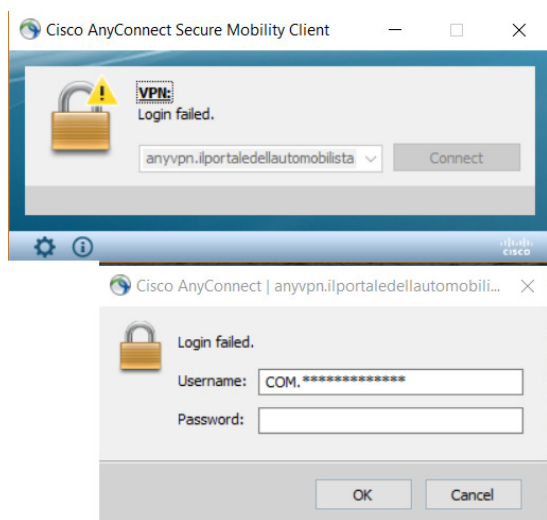 Cisco AnyConnect Secure Mobility Client
VPN:
Login failed.
anyvpn.ilportaledellautomobilista
Connect
cisco
Cisco AnyConnect | anyvpn.ilportaledellautomobili...
Login failed.
Username: COM.*************
Password:
OK Cancel